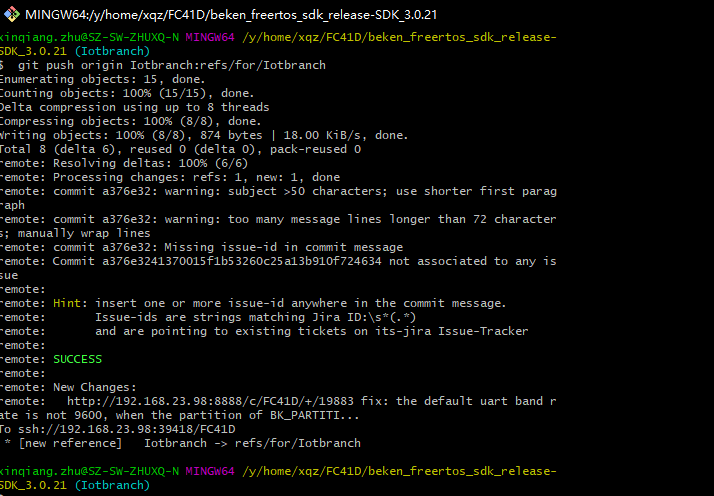 MINGW64:/y/home/xqz/FC41D/beken_freertos_sdk_release-SDK_3.0.21
xinqiang.zhu@SZ-SW-ZHUXQ-N MINGW64 /y/home/xqz/FC41D/beken_freertos_sdk_release-
SDK_3.0.21 (Iotbranch)
$ git push origin Iotbranch:refs/for/Iotbranch
Enumerating objects: 15, done.
Counting objects: 100% (15/15), done.
Delta compression using up to 8 threads
Compressing objects: 100% (8/8), done.
Writing objects: 100% (8/8), 874 bytes | 18.00 KiB/s, done.
Total 8 (delta 6), reused 0 (delta 0), pack-reused 0
remote: Resolving deltas: 100% (6/6)
remote: Processing changes: refs: 1, new: 1, done
remote: commit a376e32: warning: subject >50 characters; use shorter first parag
raph
remote: commit a376e32: warning: too many message lines longer than 72 character
s; manually wrap lines
remote: commit a376e32: Missing issue-id in commit message
remote: Commit a376e3241370015f1b53260c25a13b910f724634 not associated to any is
sue
remote:
remote: Hint: insert one or more issue-id anywhere in the commit message.
remote:       Issue-ids are strings matching Jira ID:\s*(.*)
remote:       and are pointing to existing tickets on its-jira Issue-Tracker
remote:
remote: SUCCESS
remote:
remote: New Changes:
remote:   http://192.168.23.98:8888/c/FC41D/+/19883 fix: the default uart band r
ate is not 9600, when the partition of BK_PARTITI...
To ssh://192.168.23.98:39418/FC41D
 * [new reference]   Iotbranch -> refs/for/Iotbranch
xinqiang.zhu@SZ-SW-ZHUXQ-N MINGW64 /y/home/xqz/FC41D/beken_freertos_sdk_release-
SDK_3.0.21 (Iotbranch)